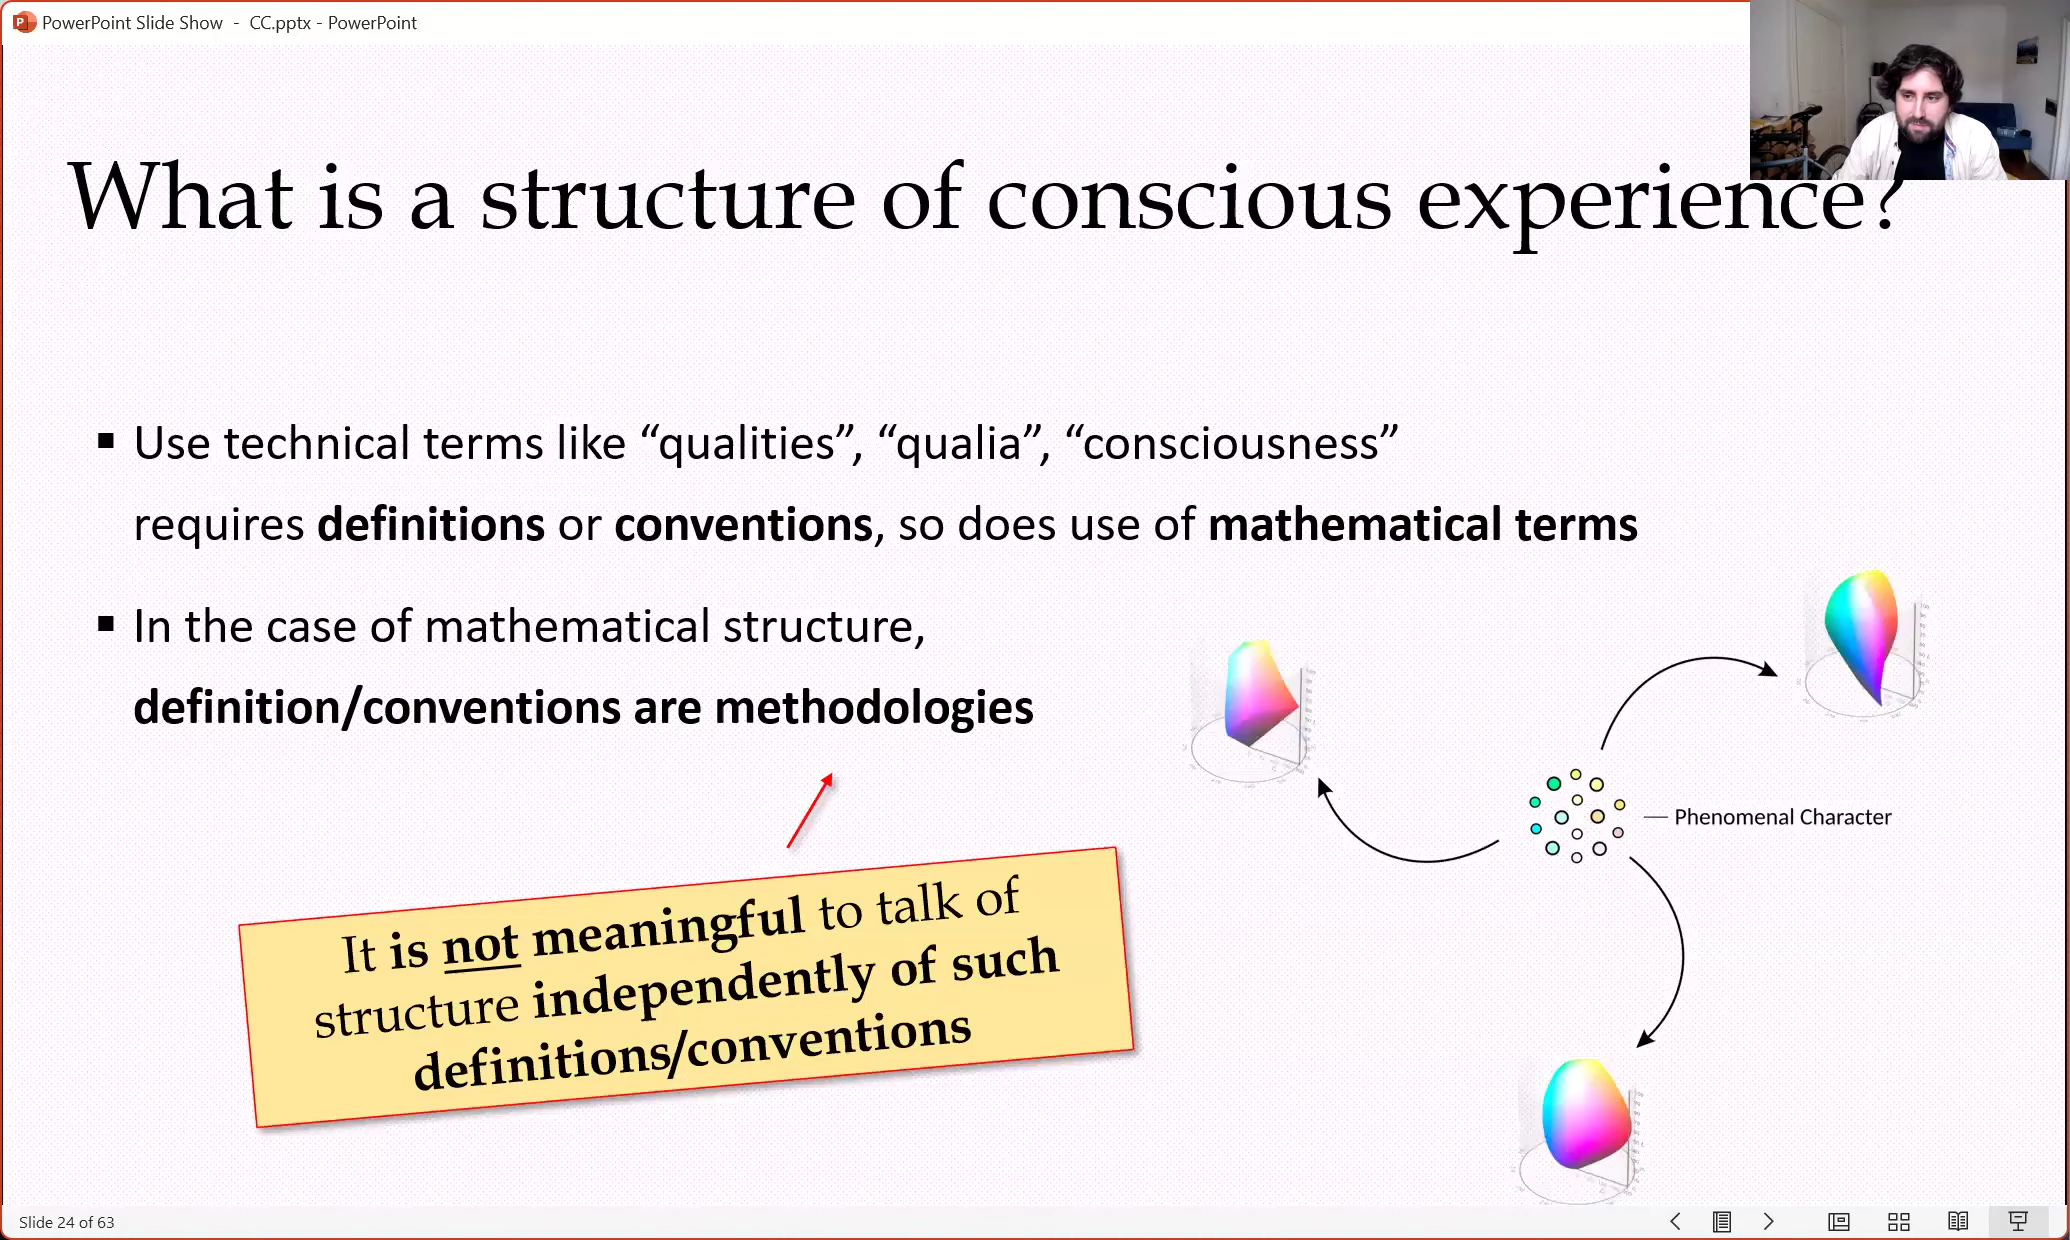 PowerPoint Slide Show - CC.pptx - PowerPoint
What is a structure of conscious experience?
▪ Use technical terms like “qualities”, “qualia”, “consciousness”
requires definitions or conventions, so does use of mathematical terms
▪ In the case of mathematical structure,
definition/conventions are methodologies
It is not meaningful to talk of
structure independently of such
definitions/conventions
Phenomenal Character
Slide 24 of 63